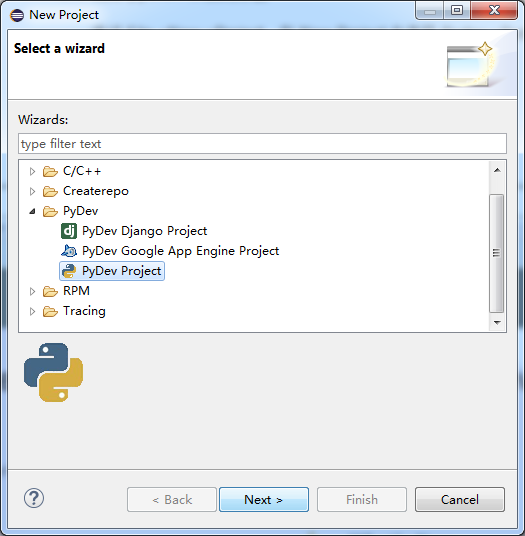 New Project
Select a wizard
Wizards:
type filter text
C/C++
Createrepo
PyDev
dj PyDev Django Project
PyDev Google App Engine Project
PyDev Project
RPM
Tracing
? < Back Next > Finish Cancel